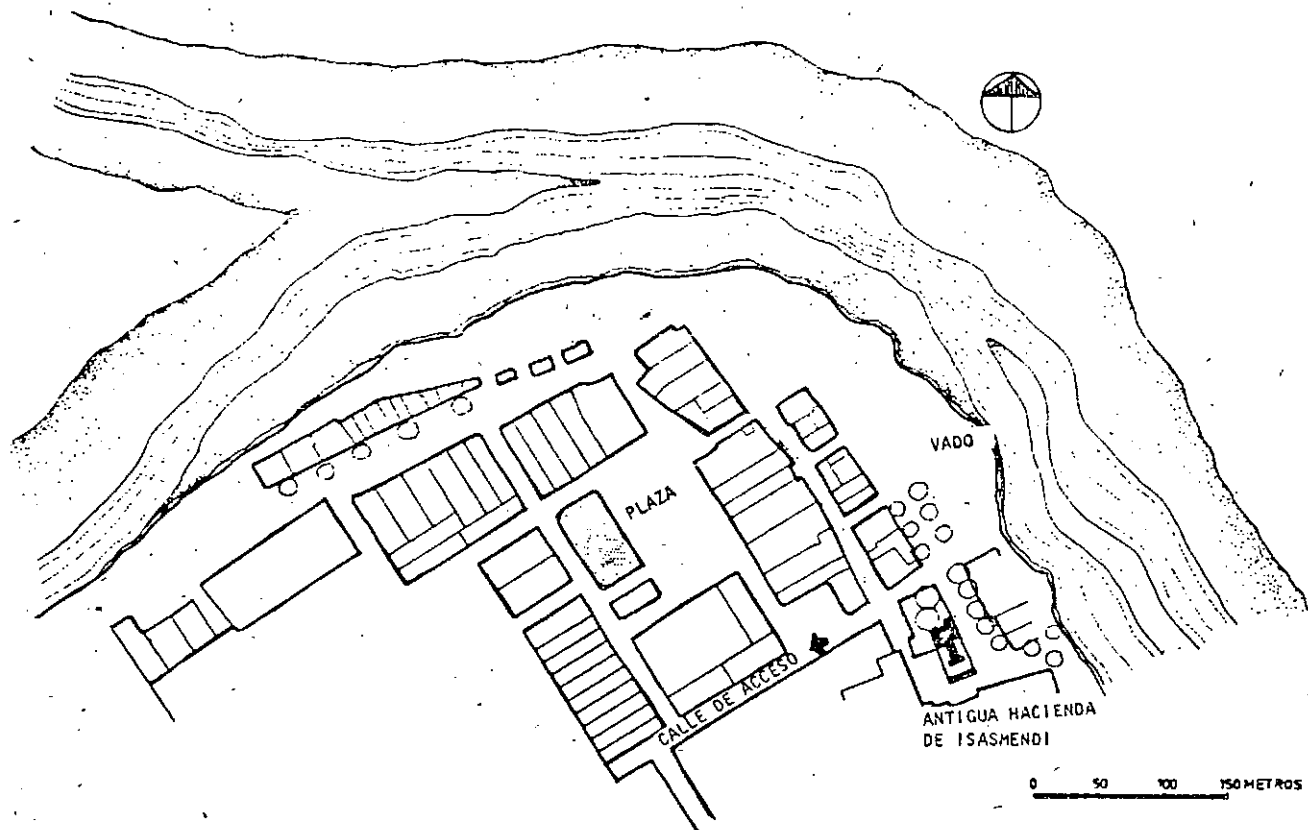 VADO
PLAZA
CALLE DE ACCESO
ANTIGUA HACIENDA
DE ISASMENDI
0 50 100 150 METROS